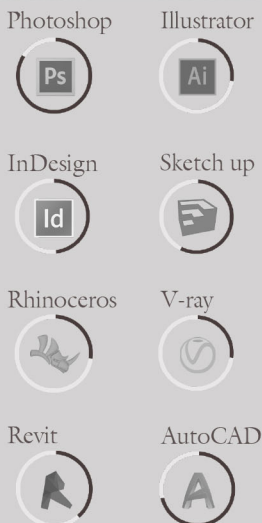 Photoshop Illustrator
Ps Ai
InDesign Sketch up
Id
Rhinoceros V-ray
Revit AutoCAD